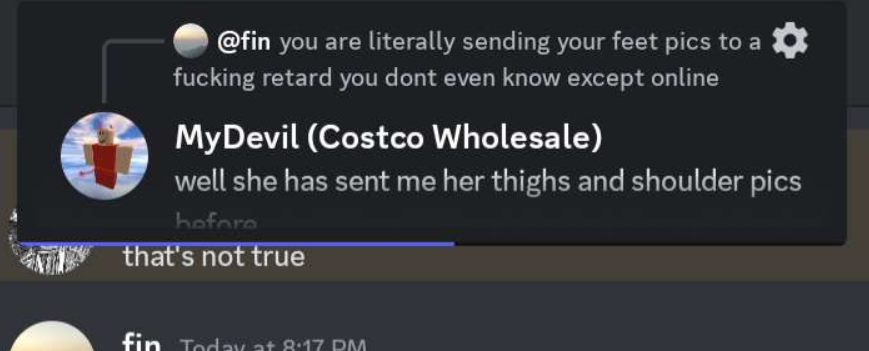 @fin you are literally sending your feet pics to a
fucking retard you dont even know except online
MyDevil (Costco Wholesale)
well she has sent me her thighs and shoulder pics
before
that's not true
fin Today at 8:17 PM